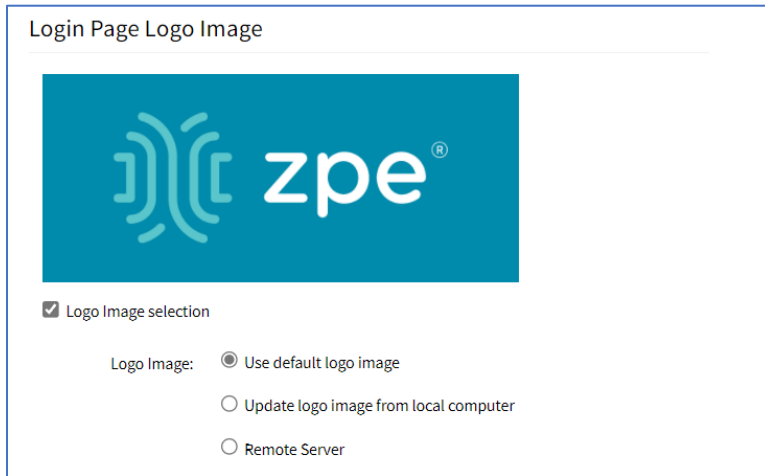 Login Page Logo Image
zpe®
Logo Image selection
Logo Image:
Use default logo image
Update logo image from local computer
Remote Server